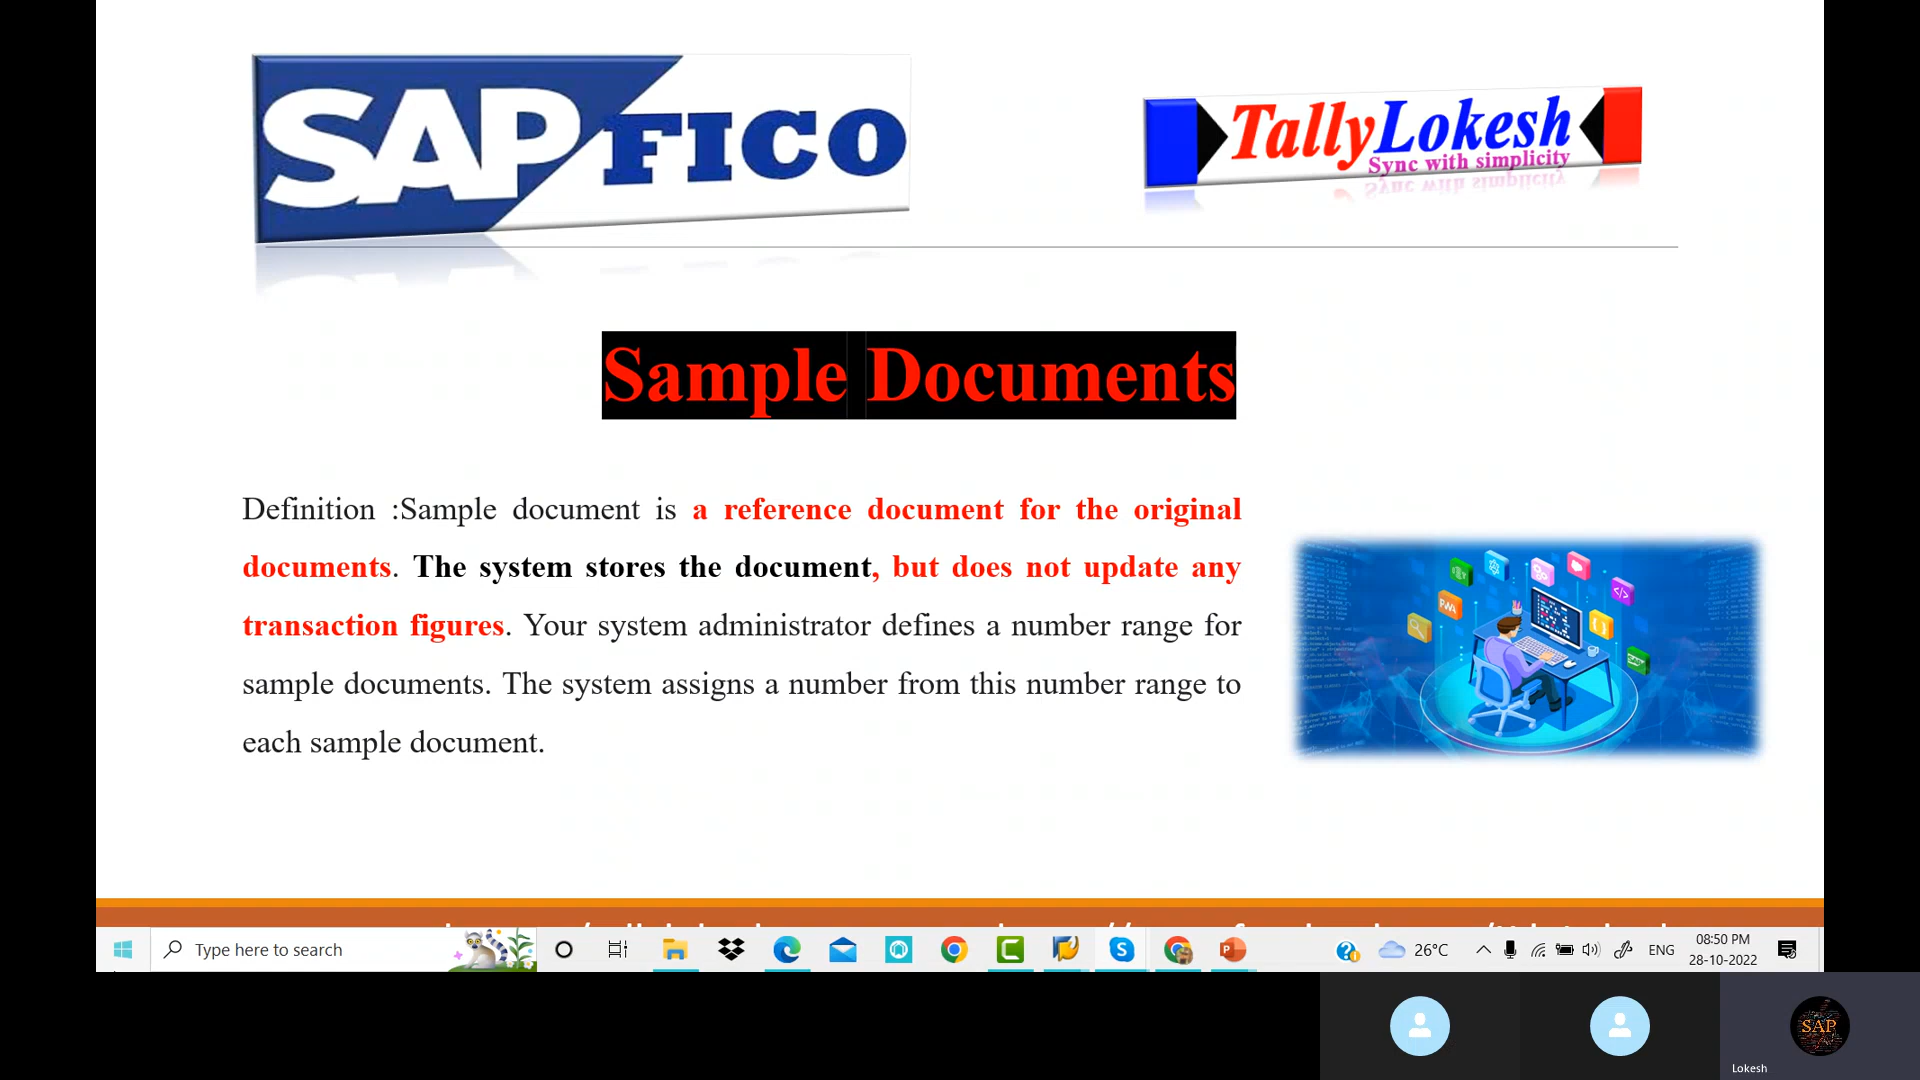 SAP FICO
TallyLokesh
Sync with simplicity
Sample Documents
Definition :Sample document is a reference document for the original
documents. The system stores the document, but does not update any
transaction figures. Your system administrator defines a number range for
sample documents. The system assigns a number from this number range to
each sample document.
Type here to search
26°C
ENG
08:50 PM
28-10-2022
SAP
Lokesh